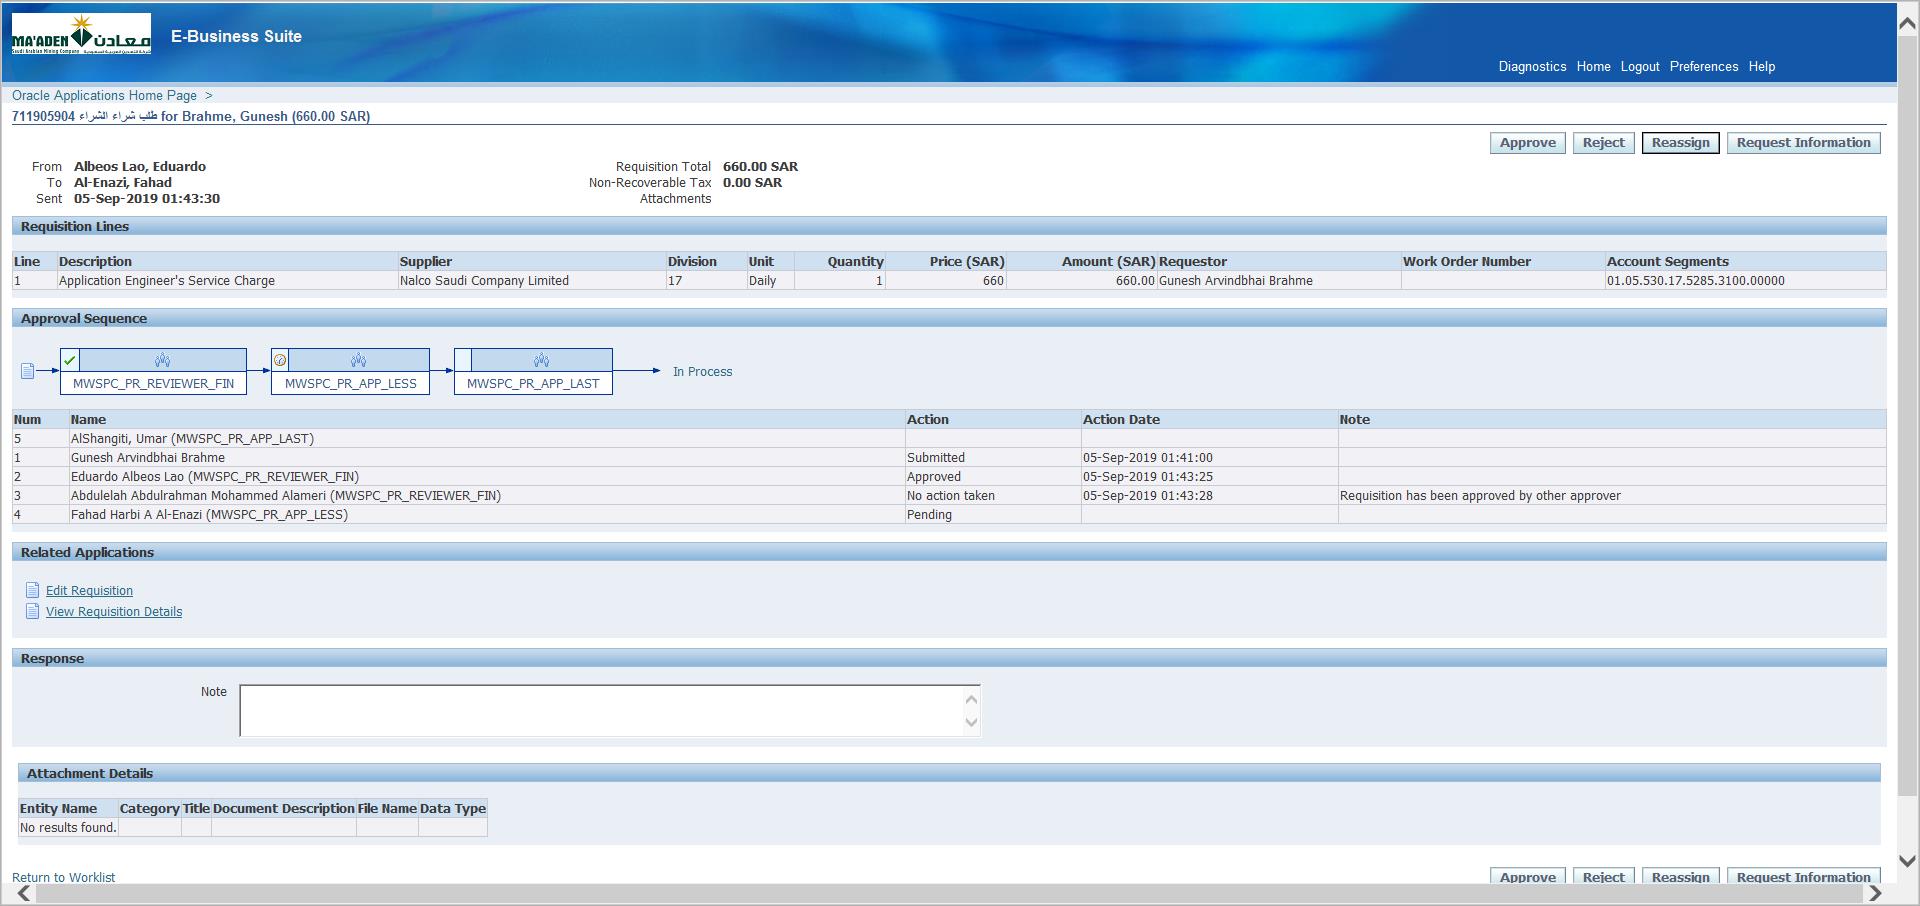 MA'ADEN معادن
Saudi Arabian Mining Company
E-Business Suite
Diagnostics Home Logout Preferences Help
Oracle Applications Home Page >
711905904 طلب شراء الشراء for Brahme, Gunesh (660.00 SAR)
Approve Reject Reassign Request Information
From Albeos Lao, Eduardo
To Al-Enazi, Fahad
Sent 05-Sep-2019 01:43:30
Requisition Total 660.00 SAR
Non-Recoverable Tax 0.00 SAR
Attachments
Requisition Lines
Line Description Supplier Division Unit Quantity Price (SAR) Amount (SAR) Requestor Work Order Number Account Segments
1 Application Engineer's Service Charge Nalco Saudi Company Limited 17 Daily 1 660 660.00 Gunesh Arvindbhai Brahme 01.05.530.17.5285.3100.00000
Approval Sequence
MWSPC_PR_REVIEWER_FIN MWSPC_PR_APP_LESS MWSPC_PR_APP_LAST In Process
Num Name Action Action Date Note
5 AlShangiti, Umar (MWSPC_PR_APP_LAST)
1 Gunesh Arvindbhai Brahme Submitted 05-Sep-2019 01:41:00
2 Eduardo Albeos Lao (MWSPC_PR_REVIEWER_FIN) Approved 05-Sep-2019 01:43:25
3 Abdulelah Abdulrahman Mohammed Alameri (MWSPC_PR_REVIEWER_FIN) No action taken 05-Sep-2019 01:43:28 Requisition has been approved by other approver
4 Fahad Harbi A Al-Enazi (MWSPC_PR_APP_LESS) Pending
Related Applications
Edit Requisition
View Requisition Details
Response
Note
Attachment Details
Entity Name Category Title Document Description File Name Data Type
No results found.
Return to Worklist
Approve Reject Reassign Request Information